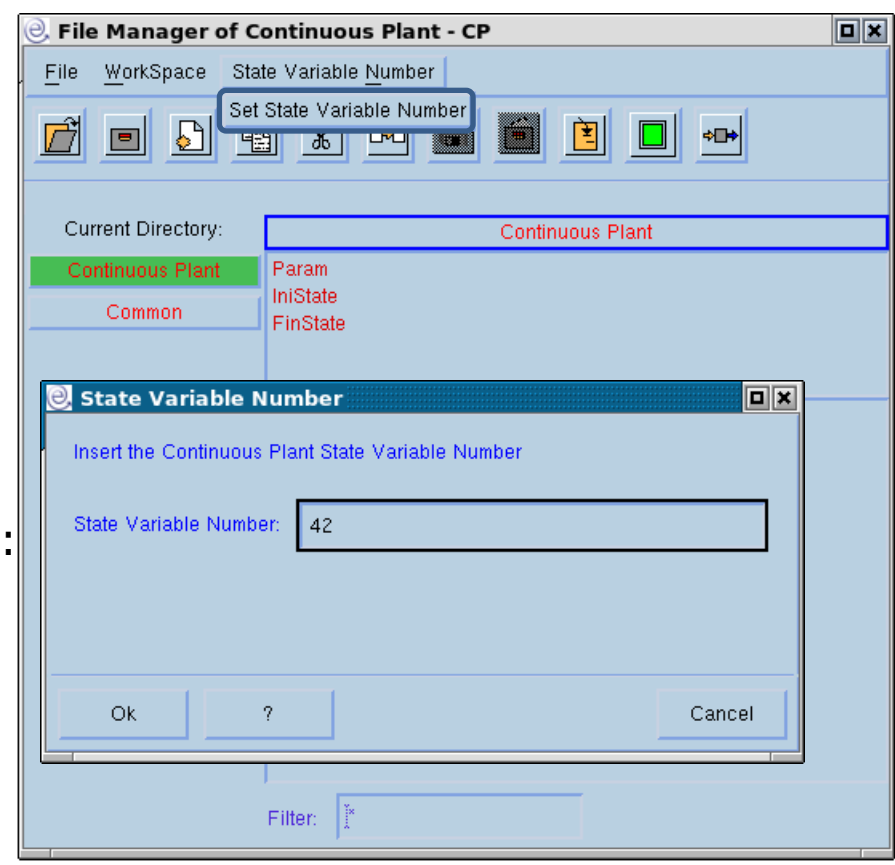 File Manager of Continuous Plant - CP
File WorkSpace State Variable Number
Set State Variable Number
Current Directory:
Continuous Plant
Continuous Plant
Common
Param
IniState
FinState
State Variable Number
Insert the Continuous Plant State Variable Number
:
State Variable Number: 42
Ok ? Cancel
Filter: *